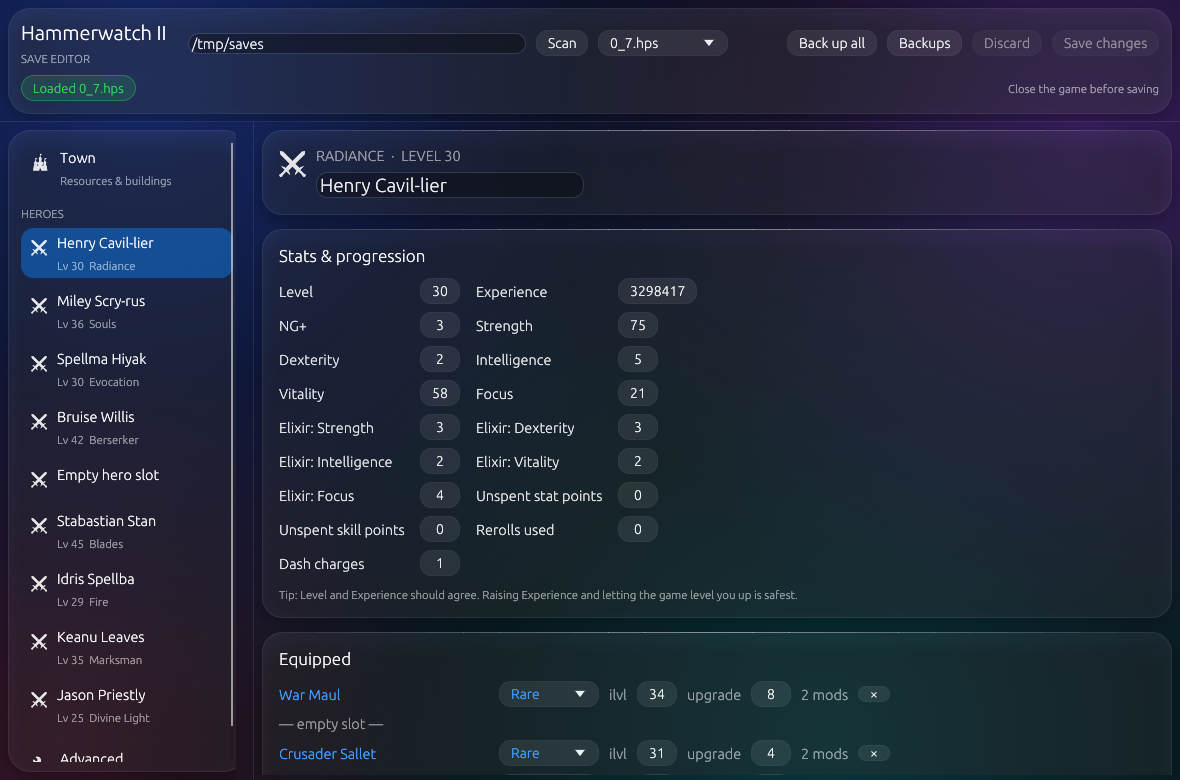 Hammerwatch II
SAVE EDITOR
/tmp/saves
Scan
0_7.hps
Back up all
Backups
Discard
Save changes
Loaded 0_7.hps
Close the game before saving
Town
Resources & buildings
HEROES
Henry Cavil-lier
Lv 30 Radiance
Miley Scry-rus
Lv 36 Souls
Spellma Hiyak
Lv 30 Evocation
Bruise Willis
Lv 42 Berserker
Empty hero slot
Stabastian Stan
Lv 45 Blades
Idris Spellba
Lv 29 Fire
Keanu Leaves
Lv 35 Marksman
Jason Priestly
Lv 25 Divine Light
Advanced
RADIANCE · LEVEL 30
Henry Cavil-lier
Stats & progression
Level 30 Experience 3298417
NG+ 3 Strength 75
Dexterity 2 Intelligence 5
Vitality 58 Focus 21
Elixir: Strength 3 Elixir: Dexterity 3
Elixir: Intelligence 2 Elixir: Vitality 2
Elixir: Focus 4 Unspent stat points 0
Unspent skill points 0 Rerolls used 0
Dash charges 1
Tip: Level and Experience should agree. Raising Experience and letting the game level you up is safest.
Equipped
War Maul Rare ilvl 34 upgrade 8 2 mods ×
— empty slot —
Crusader Sallet Rare ilvl 31 upgrade 4 2 mods ×